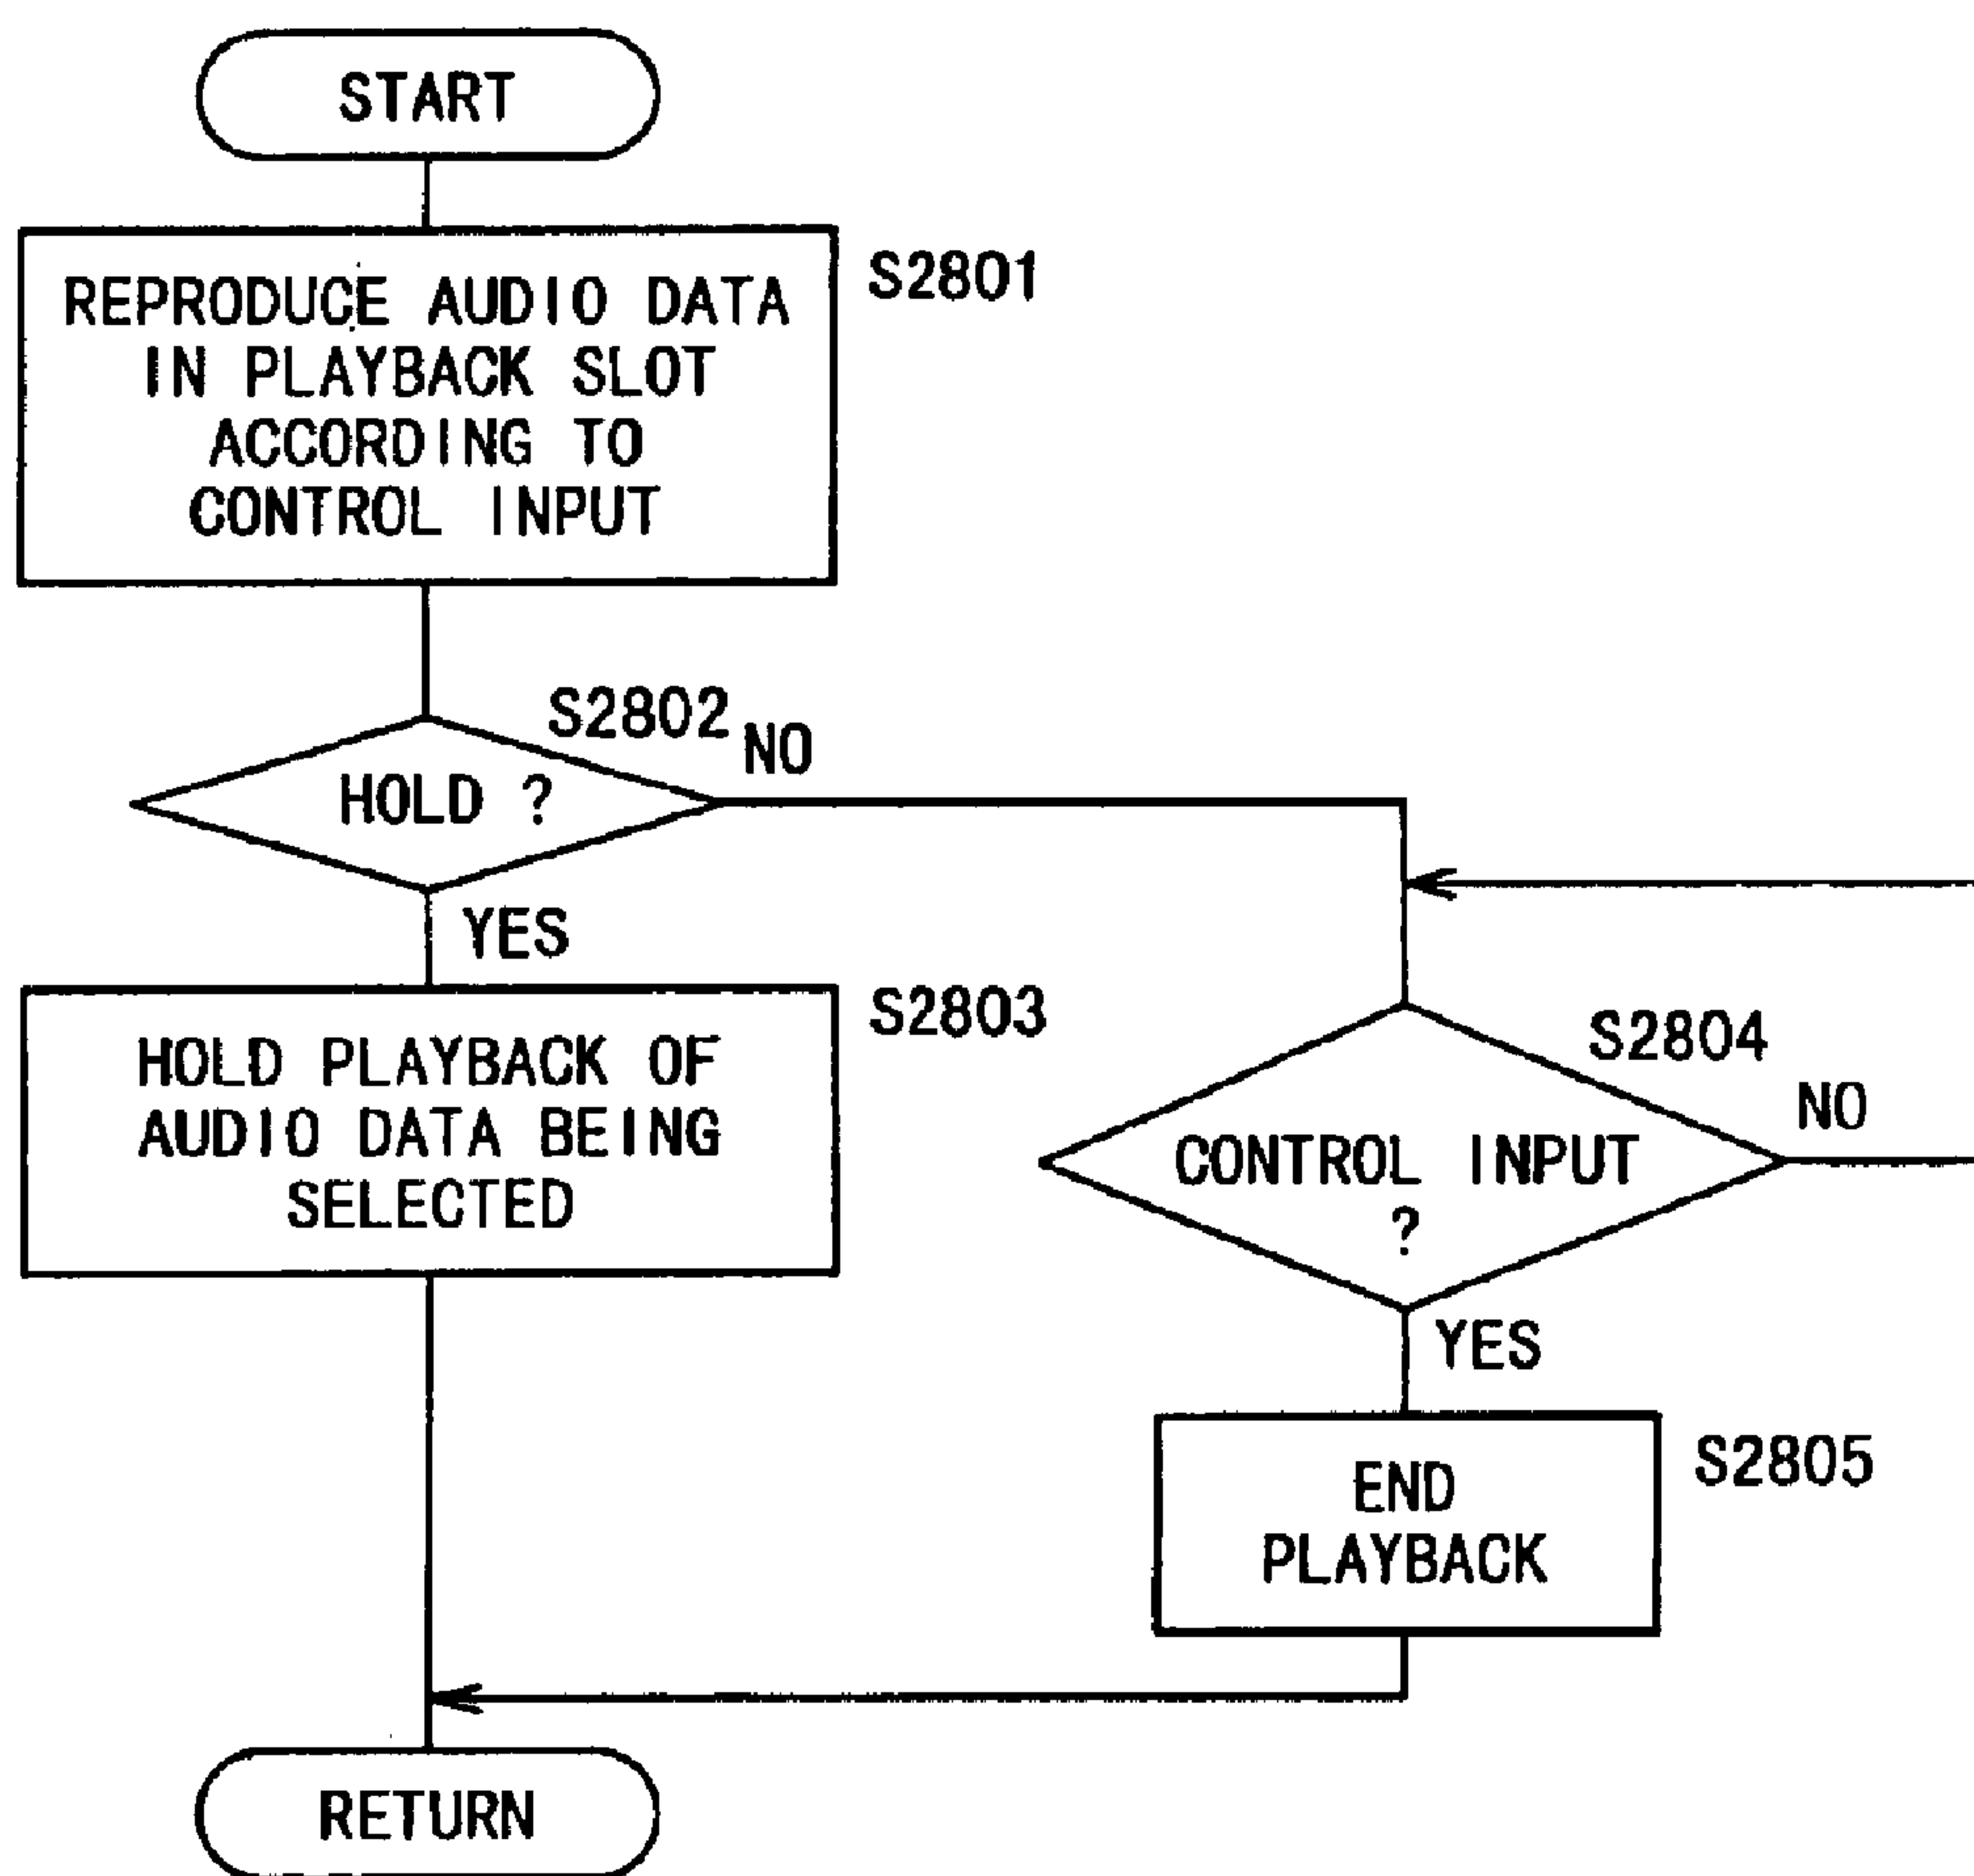 START
S2801
REPRODUCE AUDIO DATA
IN PLAYBACK SLOT
ACCORDING TO
CONTROL INPUT
S2802
NO
HOLD ?
YES
S2803
HOLD PLAYBACK OF
AUDIO DATA BEING
SELECTED
S2804
NO
CONTROL INPUT
?
YES
S2805
END
PLAYBACK
RETURN